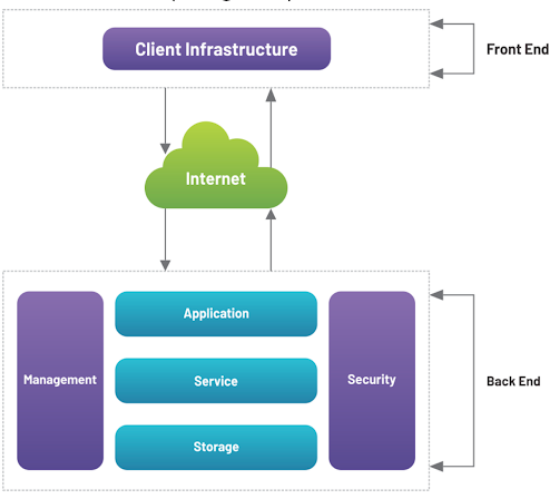 Client Infrastructure
Front End
Internet
Application
Management
Service
Security
Back End
Storage